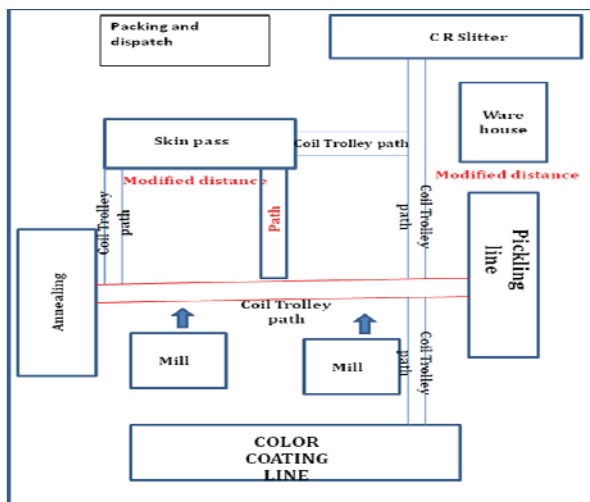 Packing and
dispatch
C R Slitter
Ware
house
Skin pass
Coil Trolley path
Modified distance
Modified distance
Coil Trolley
path
Path
Coil Trolley
path
Pickling
line
Annealing
Coil Trolley
path
Mill
Mill
Coil Trolley
path
COLOR
COATING
LINE